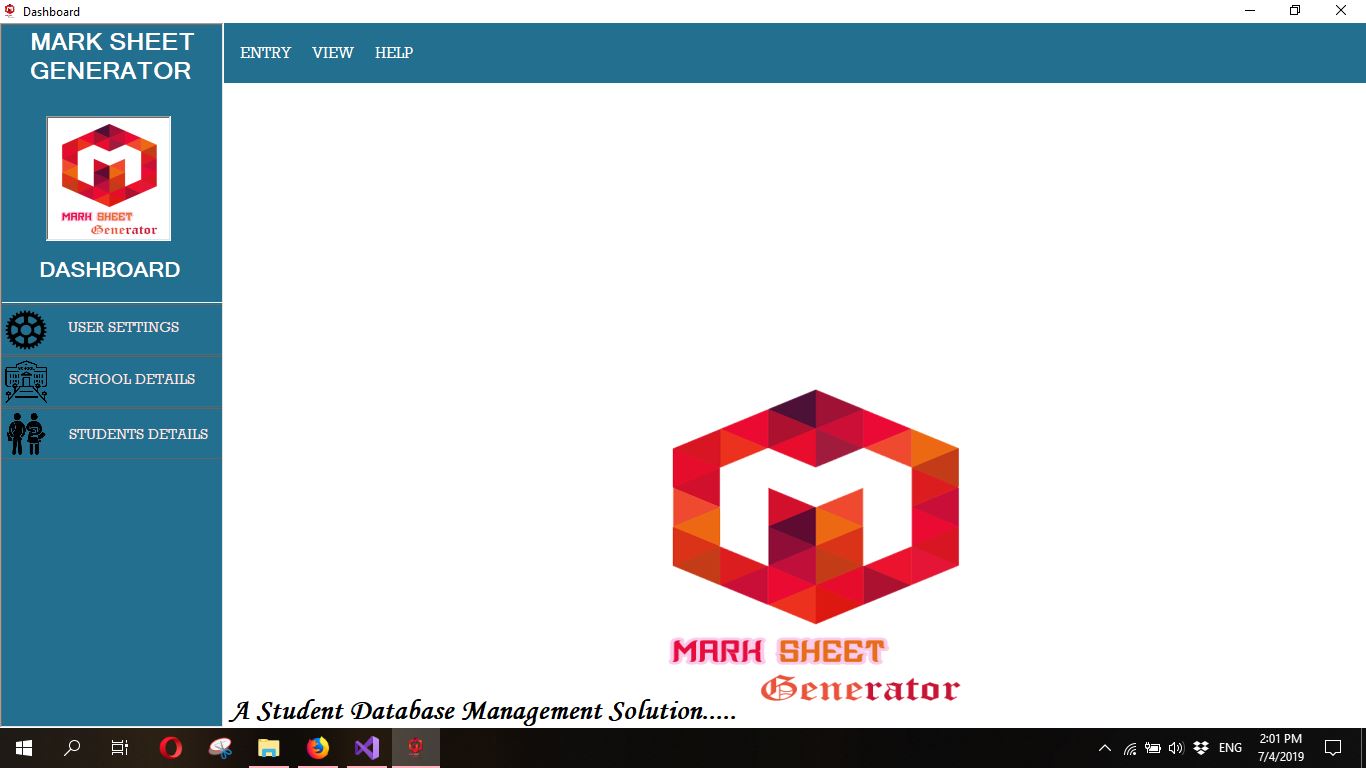 Dashboard
MARK SHEET
GENERATOR
ENTRY VIEW HELP
MARK SHEET
Generator
DASHBOARD
USER SETTINGS
SCHOOL
SCHOOL DETAILS
STUDENTS DETAILS
MARK SHEET
Generator
A Student Database Management Solution.....
ENG
2:01 PM
7/4/2019